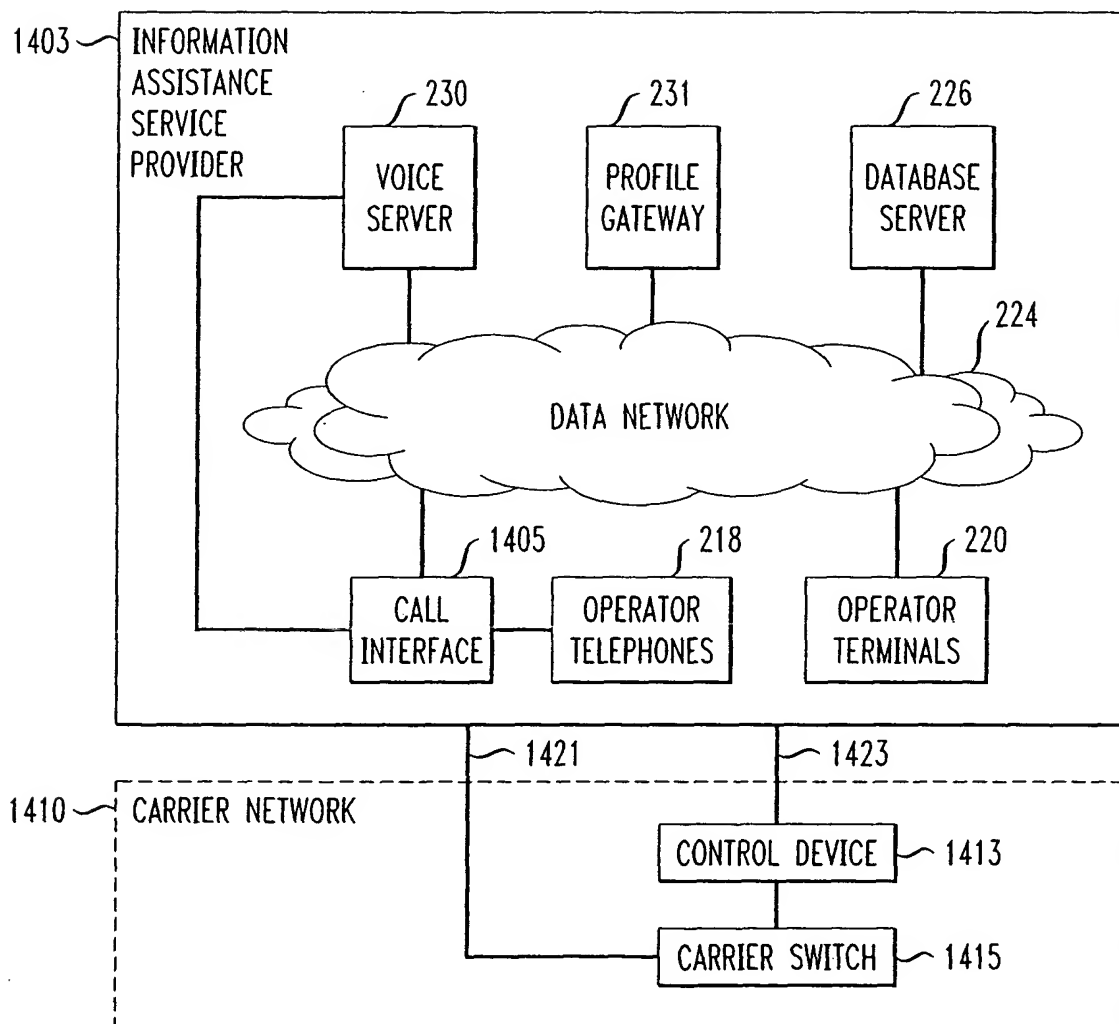 1403
INFORMATION
ASSISTANCE
SERVICE
PROVIDER
230
231
226
VOICE
SERVER
PROFILE
GATEWAY
DATABASE
SERVER
224
DATA NETWORK
1405
218
220
CALL
INTERFACE
OPERATOR
TELEPHONES
OPERATOR
TERMINALS
1421
1423
1410
CARRIER NETWORK
CONTROL DEVICE
1413
CARRIER SWITCH
1415